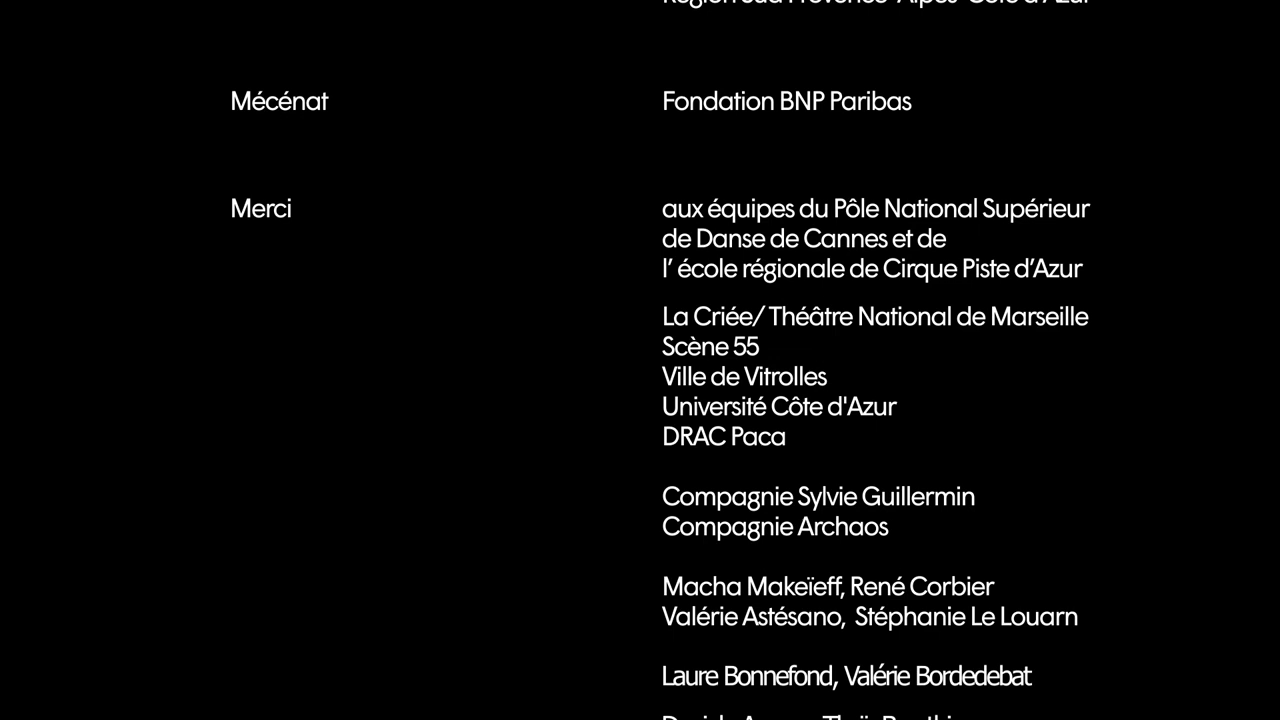 Mécénat Fondation BNP Paribas
Merci aux équipes du Pôle National Supérieur
de Danse de Cannes et de
l’ école régionale de Cirque Piste d’Azur
La Criée/ Théâtre National de Marseille
Scène 55
Ville de Vitrolles
Université Côte d'Azur
DRAC Paca
Compagnie Sylvie Guillermin
Compagnie Archaos
Macha Makeïeff, René Corbier
Valérie Astésano, Stéphanie Le Louarn
Laure Bonnefond, Valérie Bordedebat